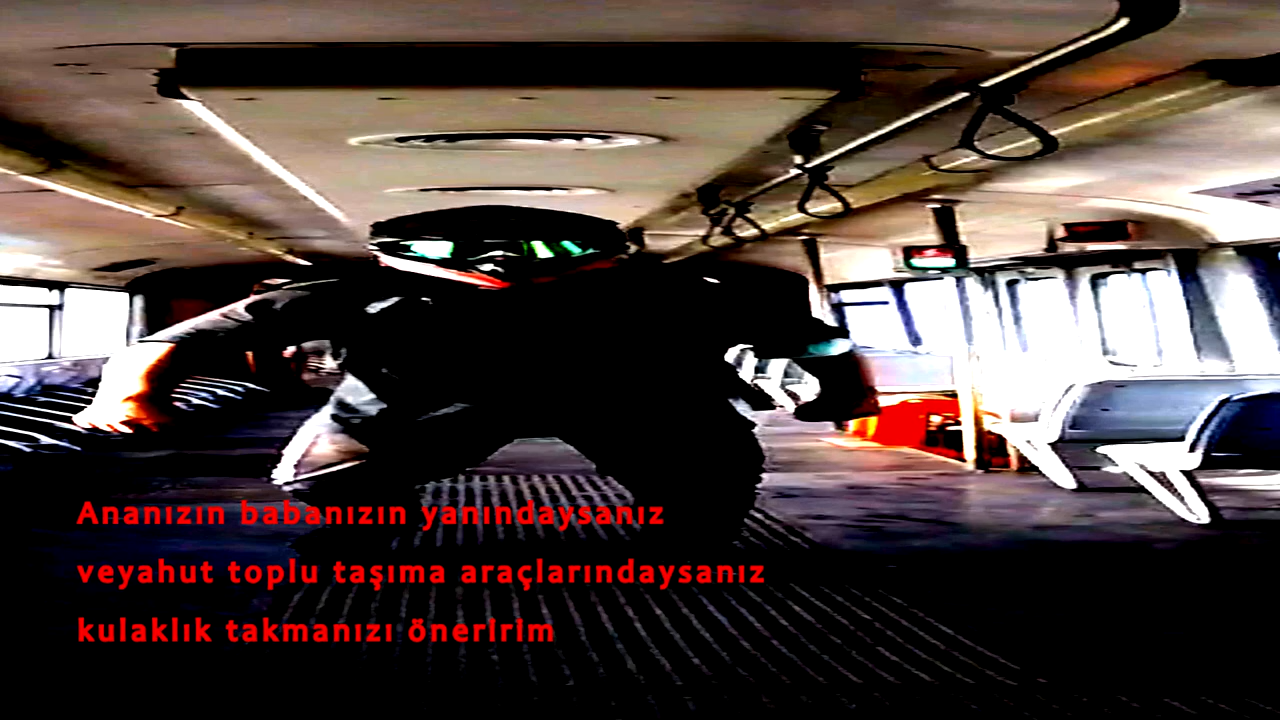 Ananızın babanızın yanındaysanız
veyahut toplu taşıma araçlarındaysanız
kulaklık takmanızı öneririm